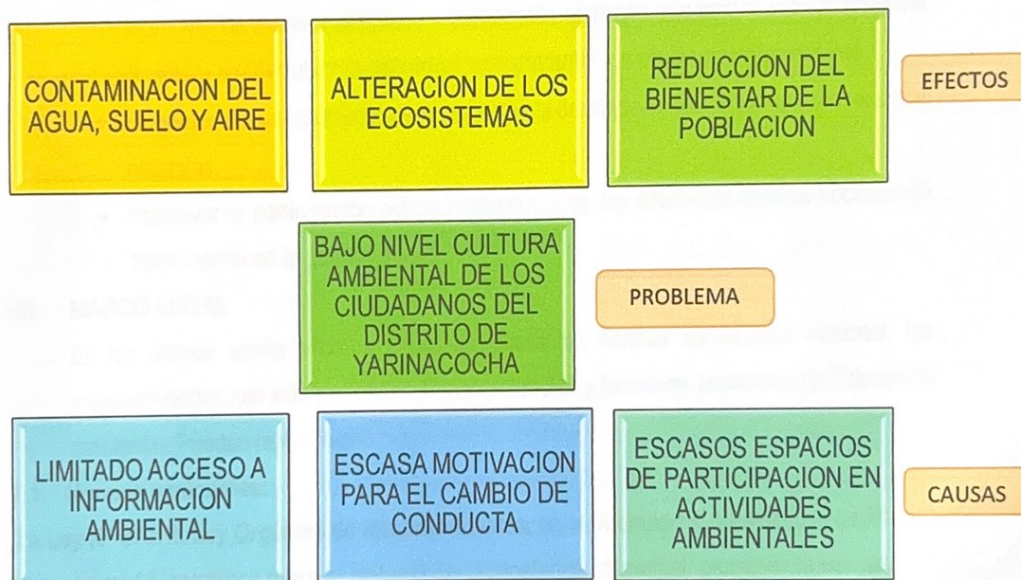 CONTAMINACION DEL
AGUA, SUELO Y AIRE
ALTERACION DE LOS
ECOSISTEMAS
REDUCCION DEL
BIENESTAR DE LA
POBLACION
EFECTOS
BAJO NIVEL CULTURA
AMBIENTAL DE LOS
CIUDADANOS DEL
DISTRITO DE
YARINACOCHA
PROBLEMA
LIMITADO ACCESO A
INFORMACION
AMBIENTAL
ESCASA MOTIVACION
PARA EL CAMBIO DE
CONDUCTA
ESCASOS ESPACIOS
DE PARTICIPACION EN
ACTIVIDADES
AMBIENTALES
CAUSAS